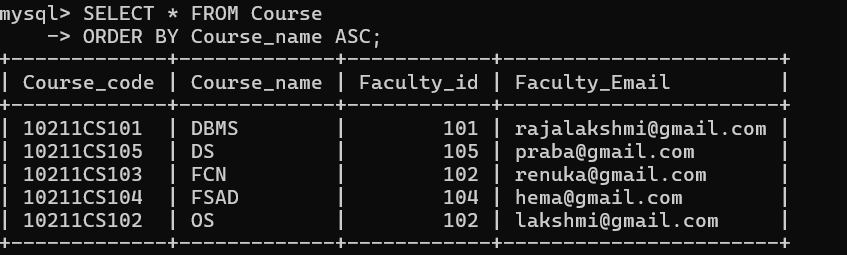 mysql> SELECT * FROM Course
    -> ORDER BY Course_name ASC;
+-------------+-------------+------------+------------------------+
| Course_code | Course_name | Faculty_id | Faculty_Email          |
+-------------+-------------+------------+------------------------+
| 10211CS101  | DBMS        |        101 | rajalakshmi@gmail.com  |
| 10211CS105  | DS          |        105 | praba@gmail.com        |
| 10211CS103  | FCN         |        102 | renuka@gmail.com       |
| 10211CS104  | FSAD        |        104 | hema@gmail.com         |
| 10211CS102  | OS          |        102 | lakshmi@gmail.com      |
+-------------+-------------+------------+------------------------+